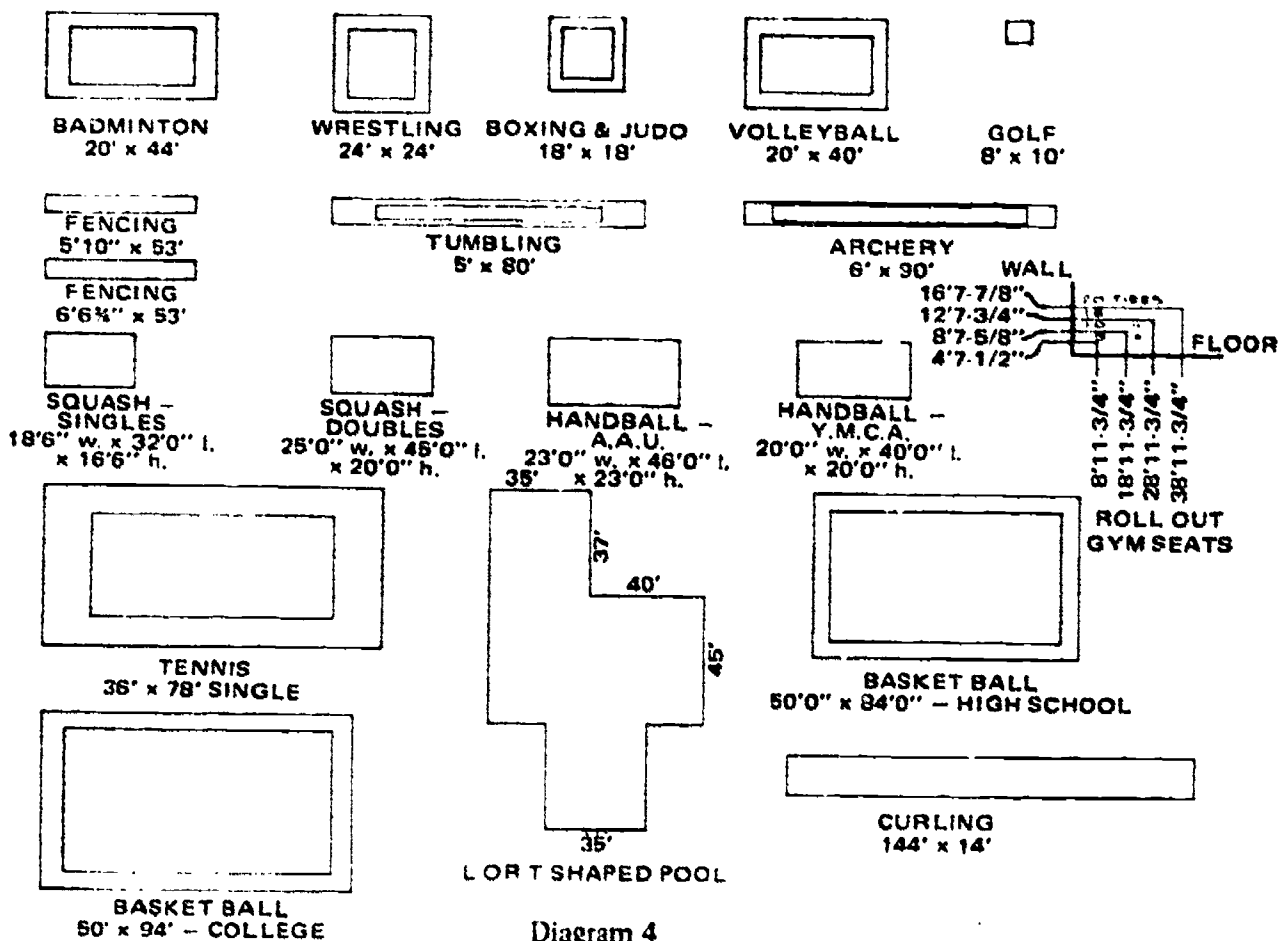 BADMINTON
20' x 44'
WRESTLING
24' x 24'
BOXING & JUDO
18' x 18'
VOLLEYBALL
20' x 40'
GOLF
8' x 10'
FENCING
5'10" x 53'
FENCING
6'6¾" x 53'
TUMBLING
5' x 80'
ARCHERY
6' x 90'
WALL
16'7-7/8"
12'7-3/4"
8'7-5/8"
4'7-1/2"
FLOOR
8'11-3/4"
18'11-3/4"
28'11-3/4"
38'11-3/4"
ROLL OUT
GYM SEATS
SQUASH –
SINGLES
18'6" w. x 32'0" l.
x 16'6" h.
SQUASH –
DOUBLES
25'0" w. x 45'0" l.
x 20'0" h.
HANDBALL –
A.A.U.
23'0" w. x 46'0" l.
x 23'0" h.
HANDBALL –
Y.M.C.A.
20'0" w. x 40'0" l.
x 20'0" h.
TENNIS
36' x 78' SINGLE
35'
37'
40'
45'
35'
L OR T SHAPED POOL
BASKET BALL
50'0" x 84'0" – HIGH SCHOOL
CURLING
144' x 14'
BASKET BALL
50' x 94' – COLLEGE
Diagram 4